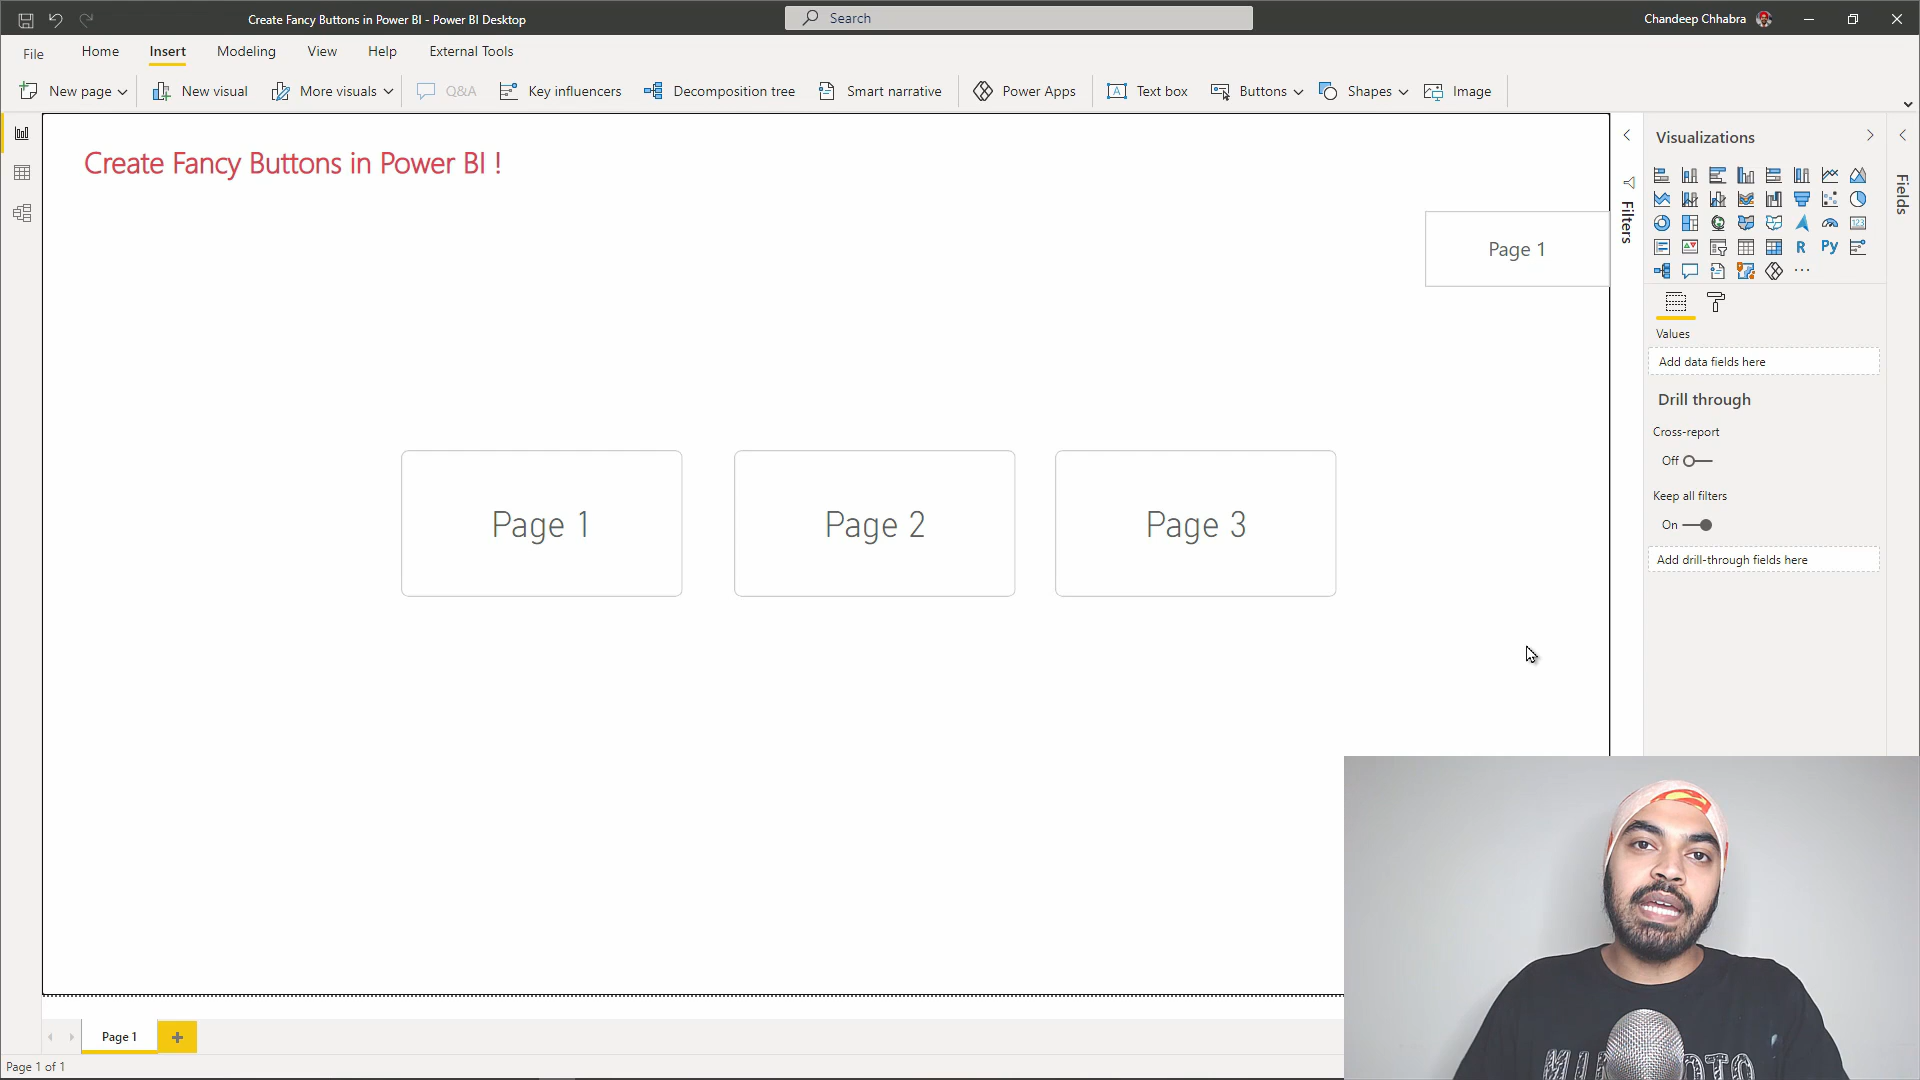 Create Fancy Buttons in Power BI - Power BI Desktop
Search
Chandeep Chhabra
File
Home
Insert
Modeling
View
Help
External Tools
New page
New visual
More visuals
Q&A
Key influencers
Decomposition tree
Smart narrative
Power Apps
Text box
Buttons
Shapes
Image
Create Fancy Buttons in Power BI !
Page 1
Page 1
Page 2
Page 3
Filters
Visualizations
123
R
Py
Values
Add data fields here
Drill through
Cross-report
Off
Keep all filters
On
Add drill-through fields here
Fields
Page 1
Page 1 of 1